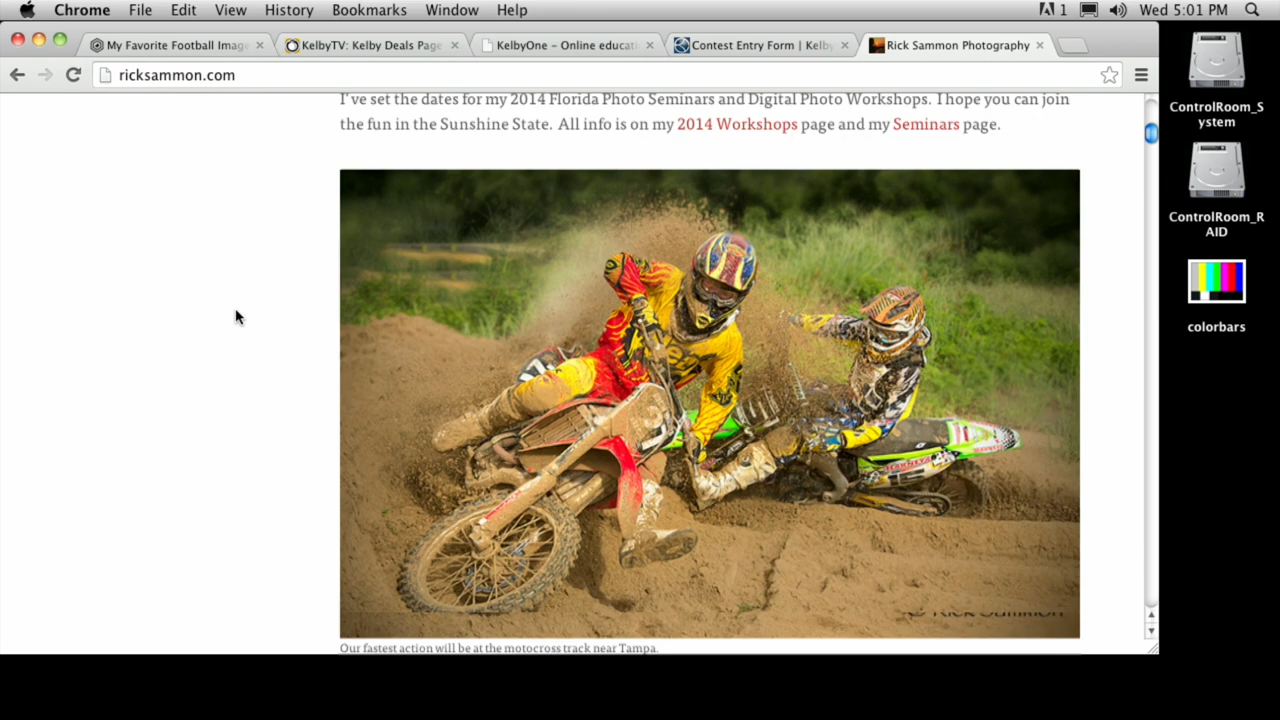 Chrome File Edit View History Bookmarks Window Help 1 Wed 5:01 PM
My Favorite Football Imag
KelbyTV: Kelby Deals Page
KelbyOne – Online educati
Contest Entry Form | Kelby
Rick Sammon Photography
ricksammon.com
I've set the dates for my 2014 Florida Photo Seminars and Digital Photo Workshops. I hope you can join
the fun in the Sunshine State. All info is on my 2014 Workshops page and my Seminars page.
© Rick Sammon
Our fastest action will be at the motocross track near Tampa.
ControlRoom_S
ystem
ControlRoom_R
AID
colorbars